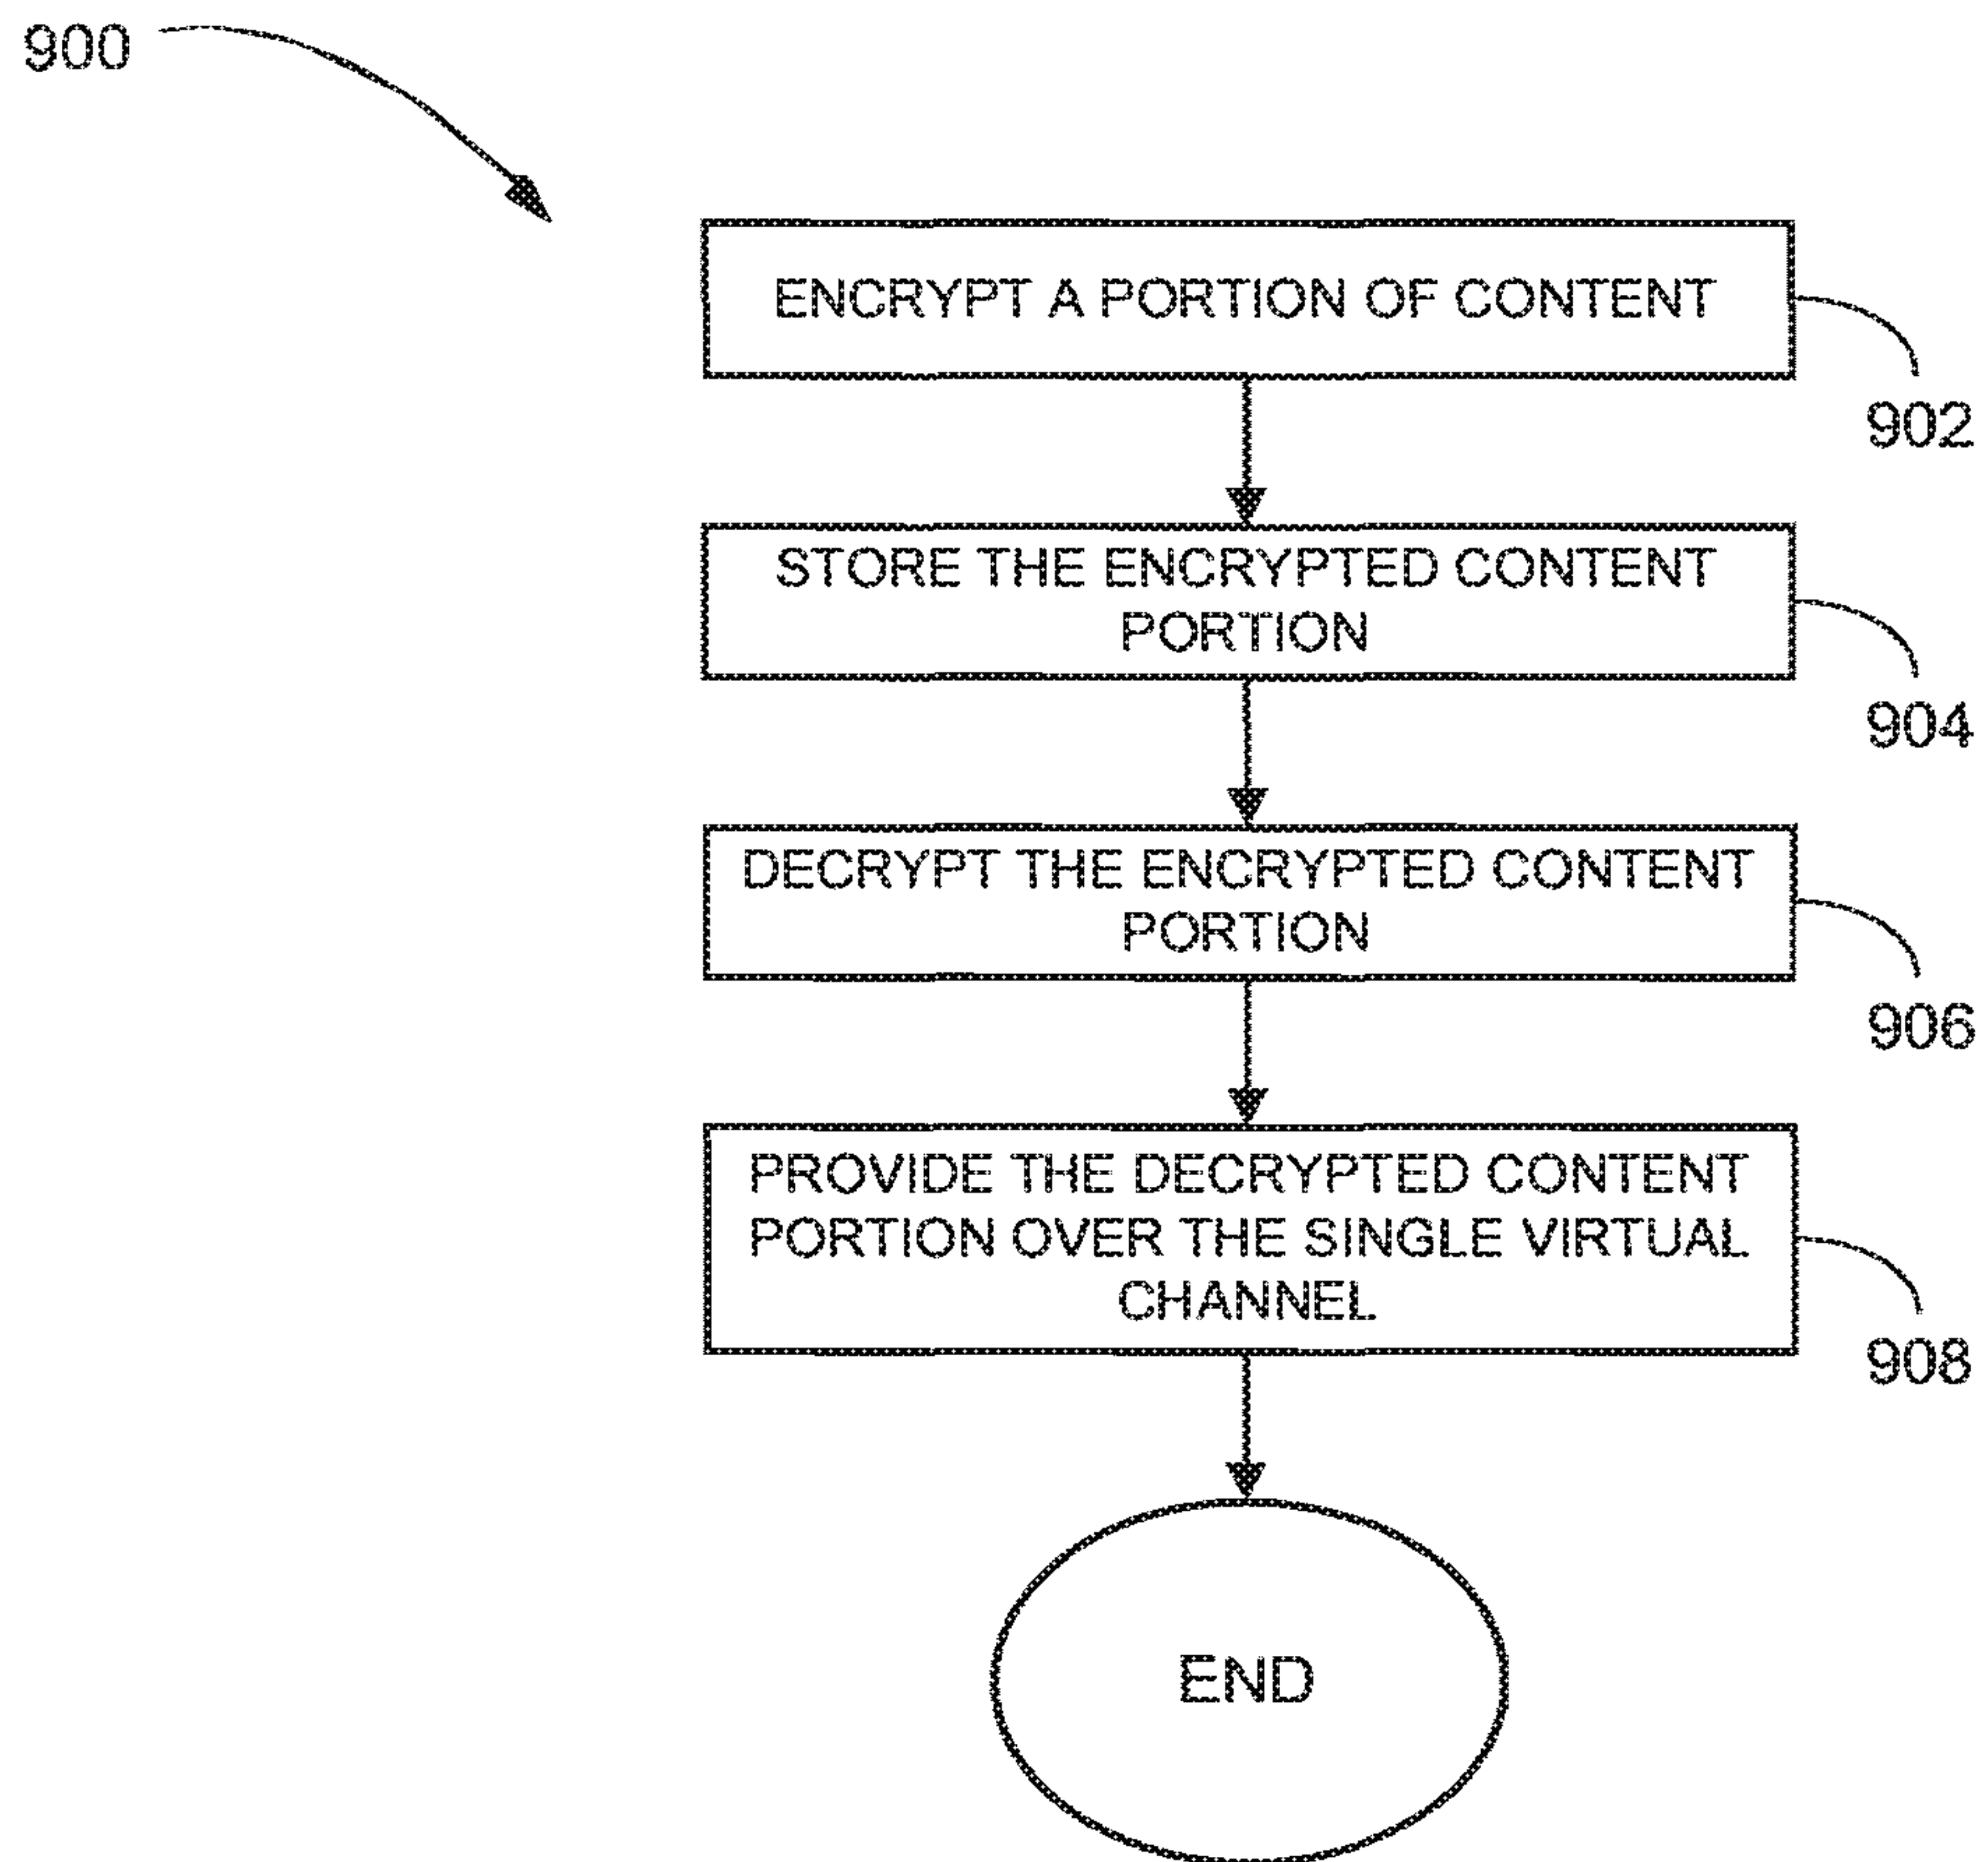 900
ENCRYPT A PORTION OF CONTENT
902
STORE THE ENCRYPTED CONTENT
PORTION
904
DECRYPT THE ENCRYPTED CONTENT
PORTION
906
PROVIDE THE DECRYPTED CONTENT
PORTION OVER THE SINGLE VIRTUAL
CHANNEL
908
END